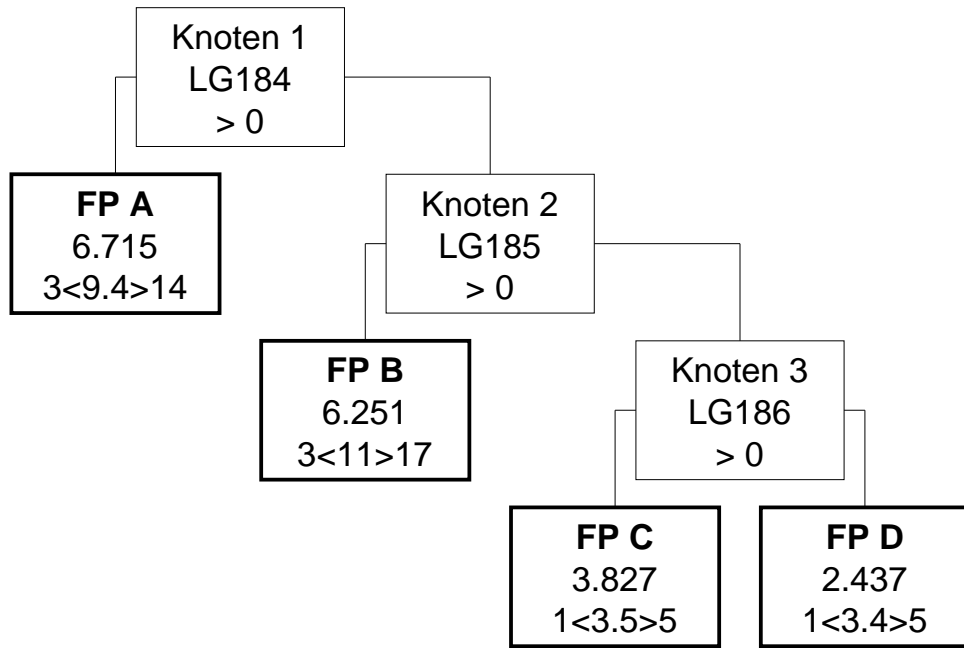 Knoten 1
LG184
> 0
FP A
6.715
3<9.4>14
Knoten 2
LG185
> 0
FP B
6.251
3<11>17
Knoten 3
LG186
> 0
FP C
3.827
1<3.5>5
FP D
2.437
1<3.4>5